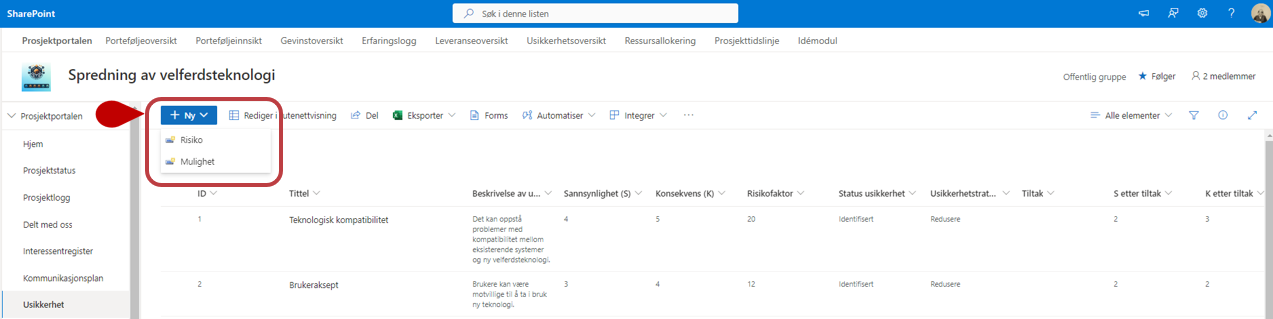 SharePoint
Søk i denne listen
?
Prosjektportalen Porteføljeoversikt Porteføljeinnsikt Gevinstoversikt Erfaringslogg Leveranseoversikt Usikkerhetsoversikt Ressursallokering Prosjekttidslinje Idémodul
Spredning av velferdsteknologi
Offentlig gruppe ★ Følger 2 medlemmer
Prosjektportalen
Hjem
Prosjektstatus
Prosjektlogg
Delt med oss
Interessentregister
Kommunikasjonsplan
Usikkerhet
+ Ny Rediger i rutenettvisning Del Eksporter Forms Automatiser Integrer ... Alle elementer
Risiko
Mulighet
ID Tittel Beskrivelse av u... Sannsynlighet (S) Konsekvens (K) Risikofaktor Status usikkerhet Usikkerhetstrat... Tiltak S etter tiltak K etter tiltak
1 Teknologisk kompatibilitet Det kan oppstå 4 5 20 Identifisert Redusere 2 3
problemer med
kompatibilitet mellom
eksisterende systemer
og ny velferdsteknologi.
2 Brukeraksept Brukere kan være 3 4 12 Identifisert Redusere 2 2
motvillige til å ta i bruk
ny teknologi.